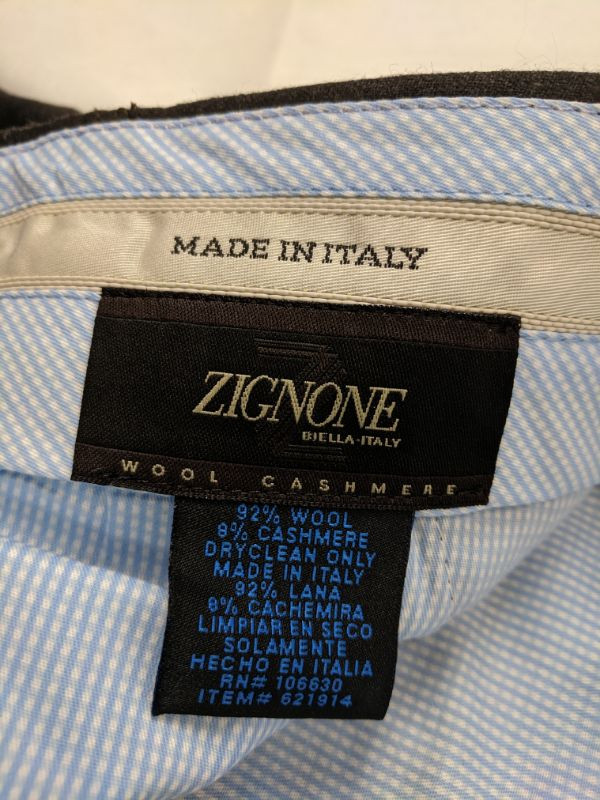 MADE IN ITALY
ZIGNONE
BIELLA-ITALY
WOOL CASHMERE
92% WOOL
8% CASHMERE
DRYCLEAN ONLY
MADE IN ITALY
92% LANA
8% CACHEMIRA
LIMPIAR EN SECO
SOLAMENTE
HECHO EN ITALIA
RN# 106630
ITEM# 621914